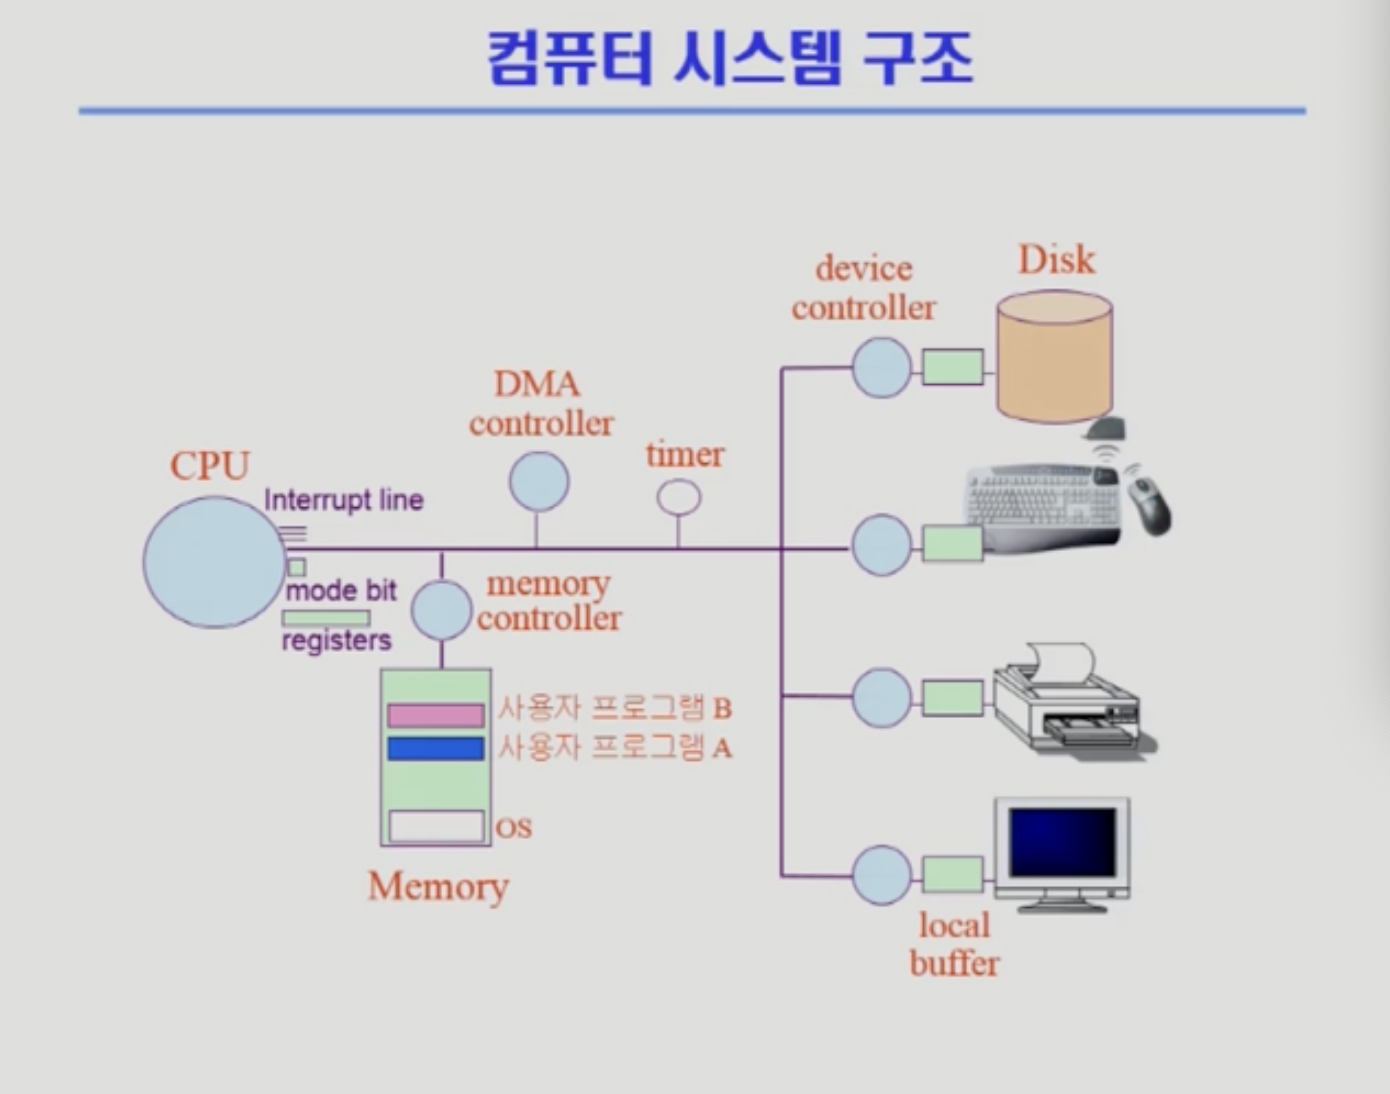 컴퓨터 시스템 구조
device
controller
Disk
DMA
controller
timer
CPU
Interrupt line
mode bit
registers
memory
controller
사용자 프로그램 B
사용자 프로그램 A
OS
Memory
local
buffer